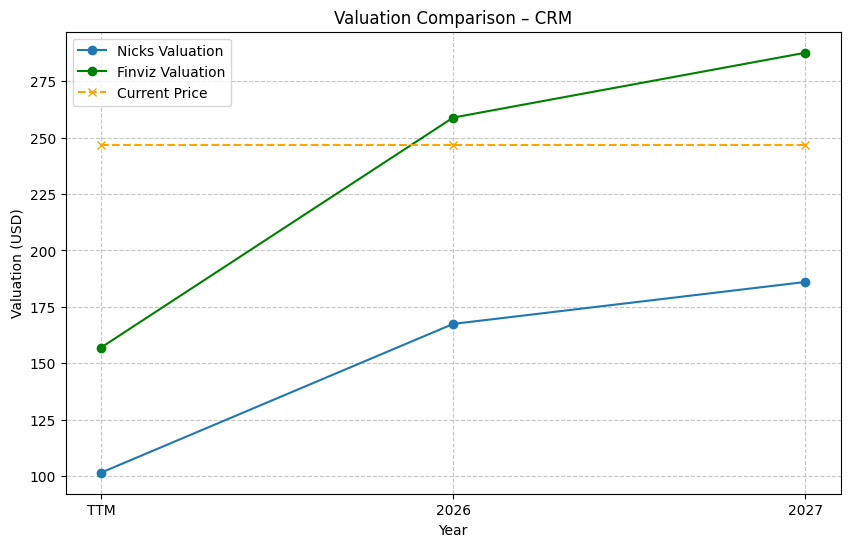 Valuation Comparison – CRM
Nicks Valuation
Finviz Valuation
Current Price
Valuation (USD)
275
250
225
200
175
150
125
100
TTM
2026
2027
Year